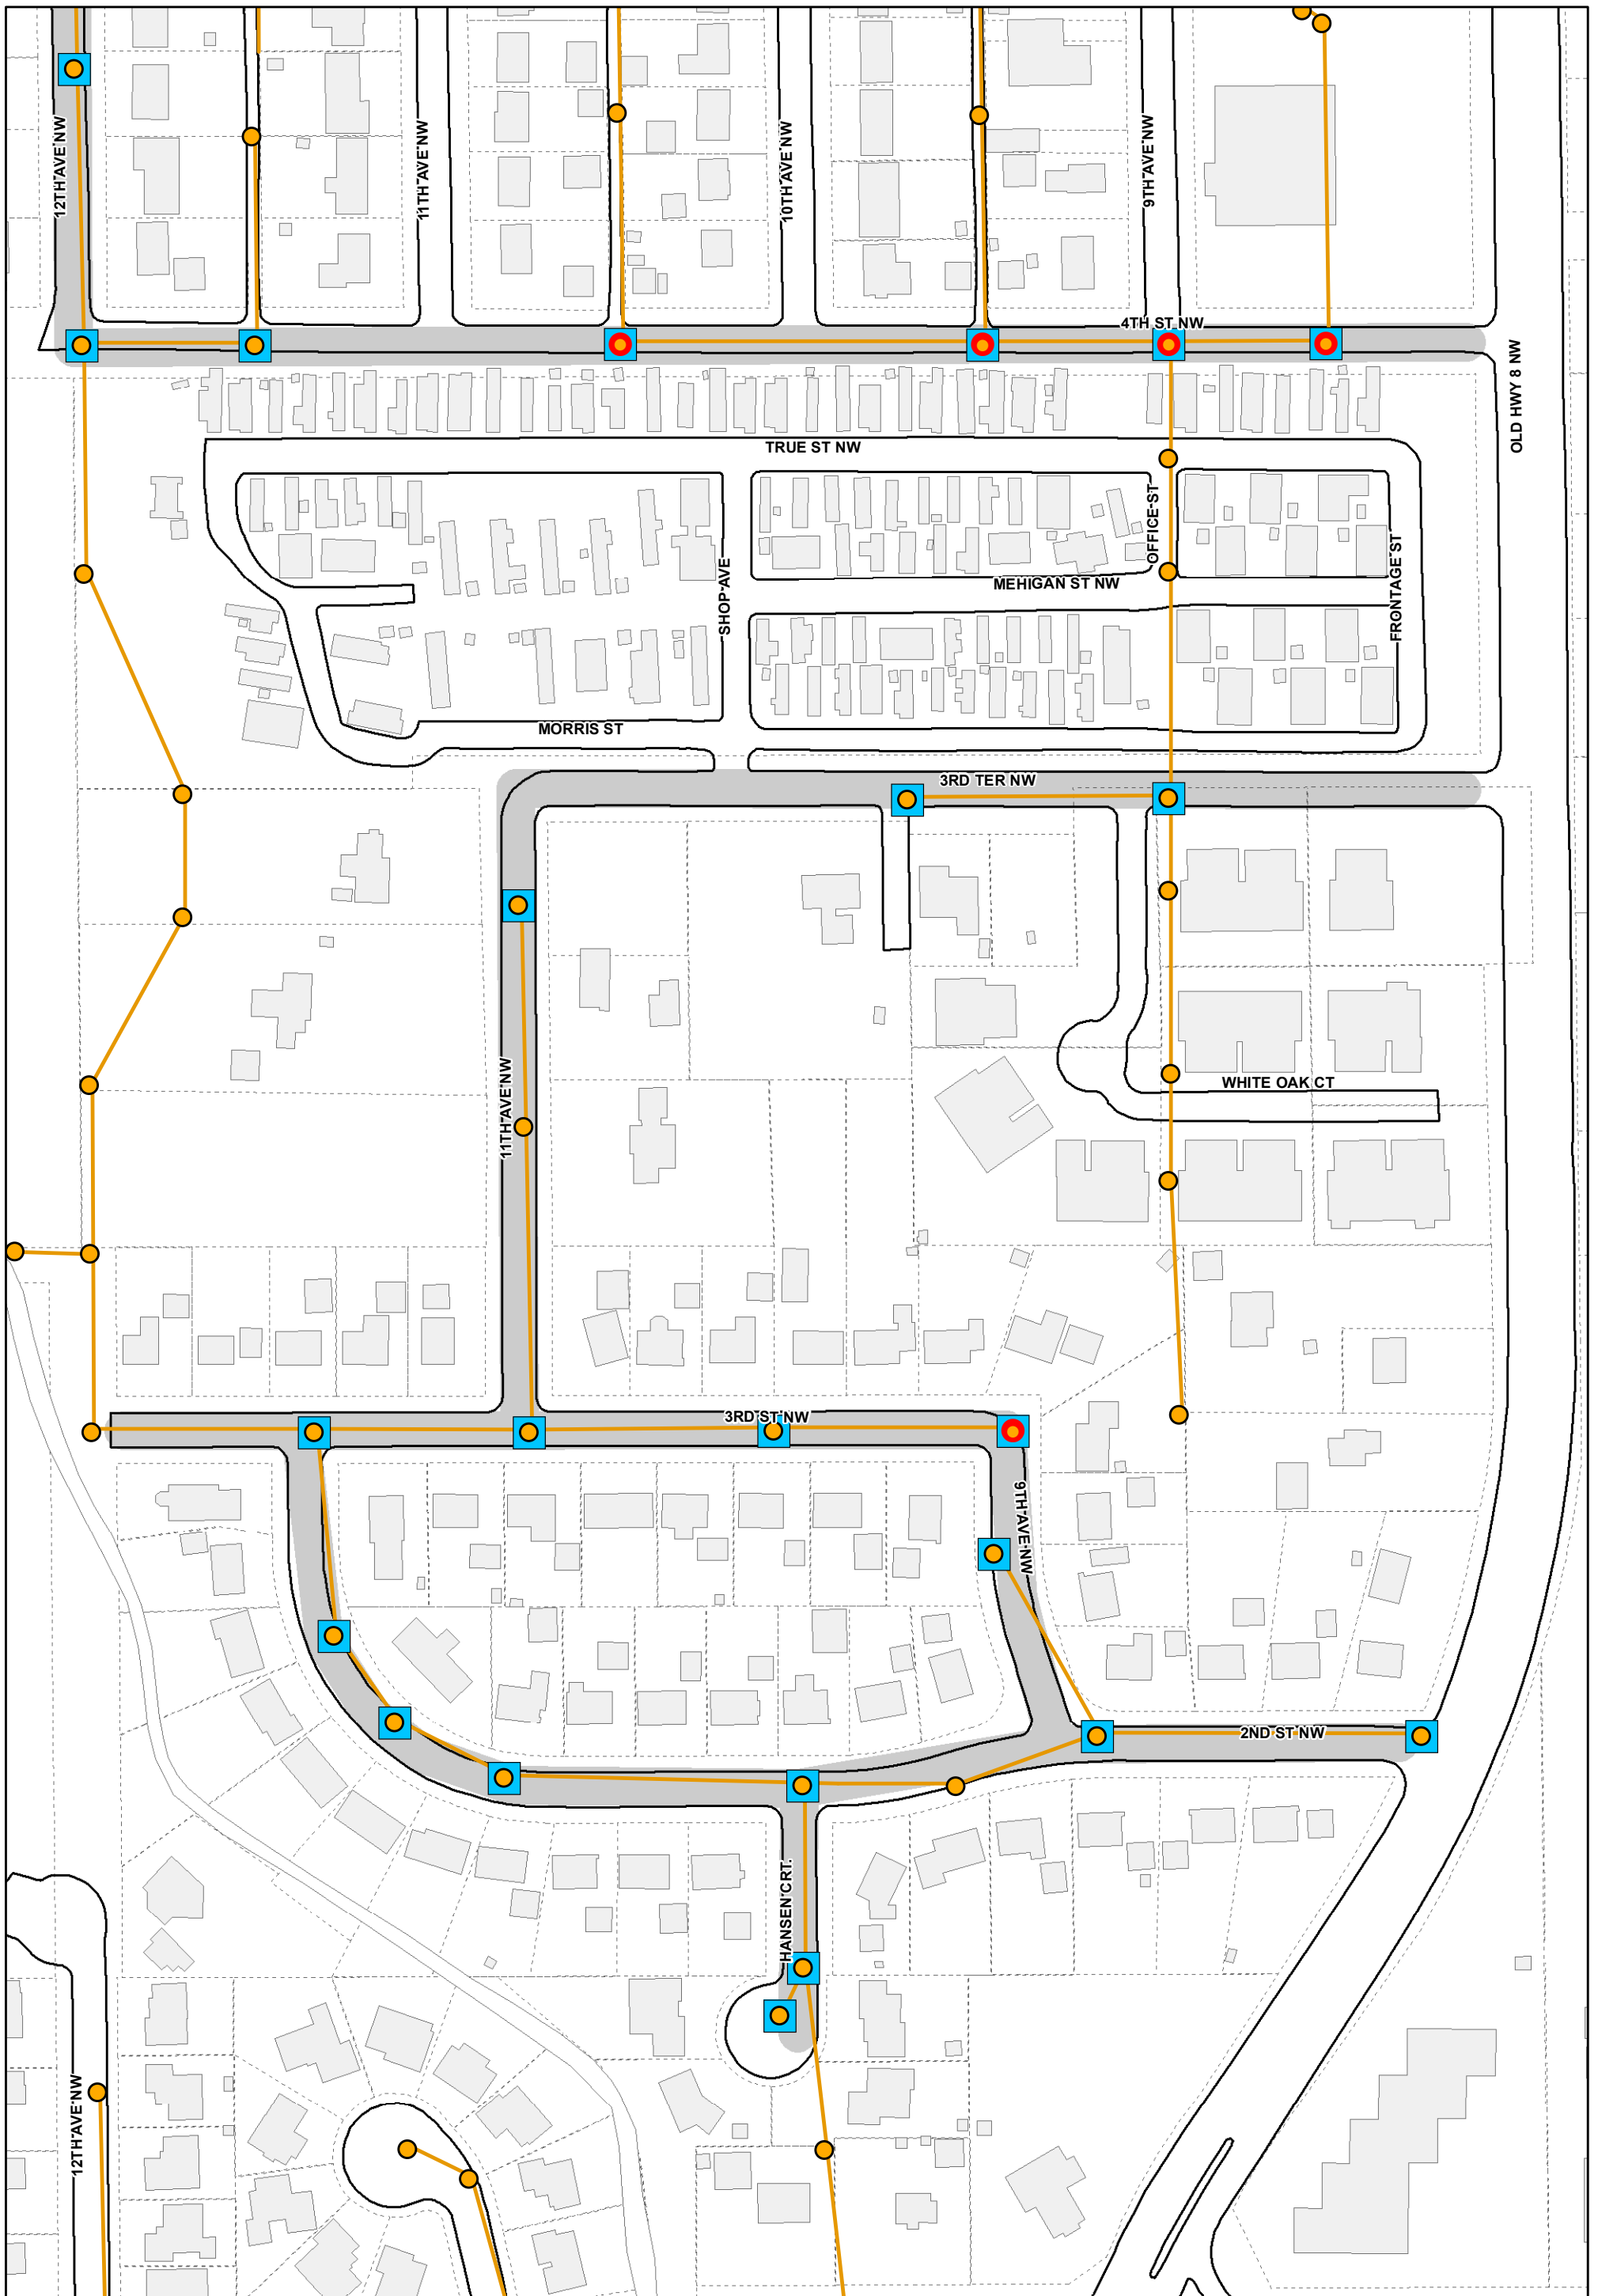 12TH AVE NW
11TH AVE NW
10TH AVE NW
9TH AVE NW
4TH ST NW
OLD HWY 8 NW
TRUE ST NW
OFFICE ST
FRONTAGE ST
SHOP AVE
MEHIGAN ST NW
MORRIS ST
3RD TER NW
11TH AVE NW
WHITE OAK CT
3RD ST NW
9TH AVE NW
2ND ST NW
HANSEN CRT.
12TH AVE NW